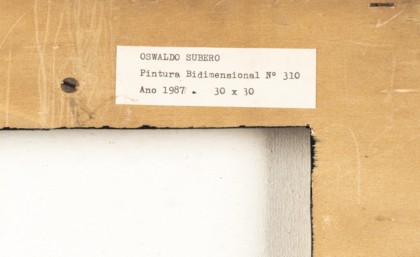 OSWALDO SUBERO
Pintura Bidimensional Nº 310
Ano 1987. 30 x 30